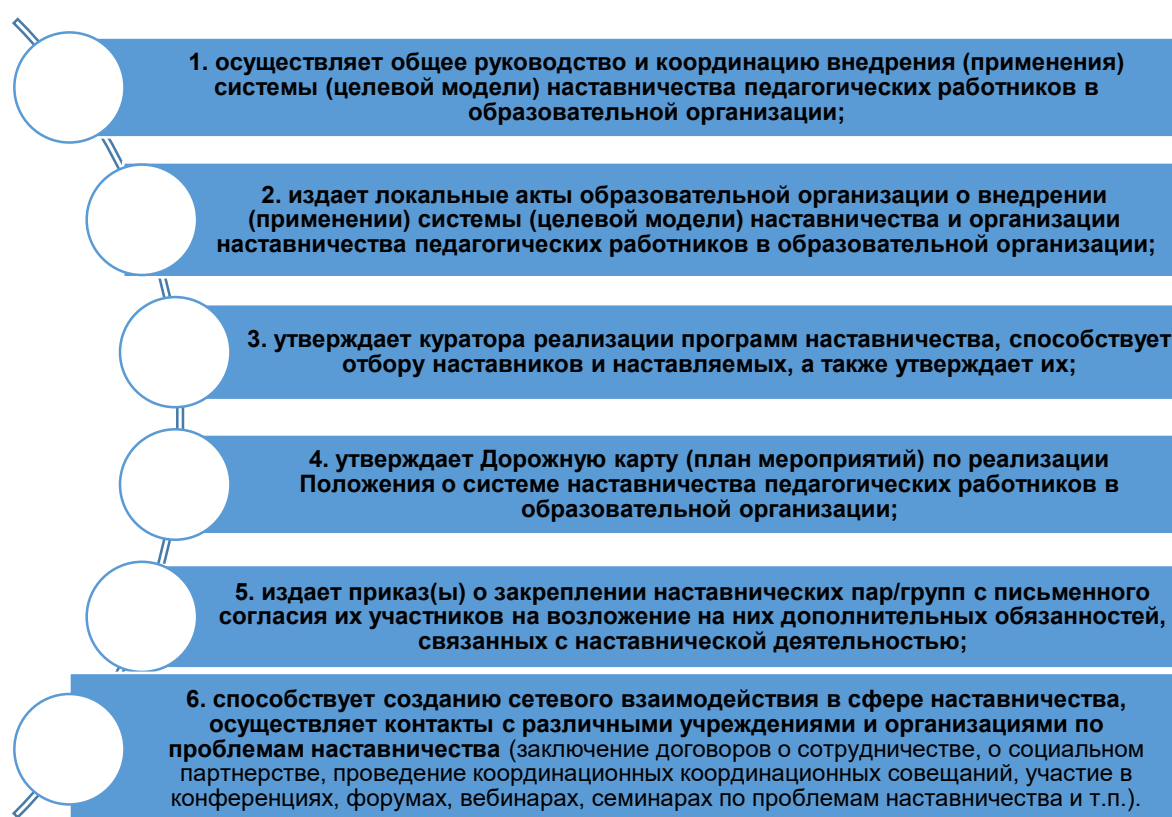 1. осуществляет общее руководство и координацию внедрения (применения)
системы (целевой модели) наставничества педагогических работников в
образовательной организации;
2. издает локальные акты образовательной организации о внедрении
(применении) системы (целевой модели) наставничества и организации
наставничества педагогических работников в образовательной организации;
3. утверждает куратора реализации программ наставничества, способствует
отбору наставников и наставляемых, а также утверждает их;
4. утверждает Дорожную карту (план мероприятий) по реализации
Положения о системе наставничества педагогических работников в
образовательной организации;
5. издает приказ(ы) о закреплении наставнических пар/групп с письменного
согласия их участников на возложение на них дополнительных обязанностей,
связанных с наставнической деятельностью;
6. способствует созданию сетевого взаимодействия в сфере наставничества,
осуществляет контакты с различными учреждениями и организациями по
проблемам наставничества (заключение договоров о сотрудничестве, о социальном
партнерстве, проведение координационных координационных совещаний, участие в
конференциях, форумах, вебинарах, семинарах по проблемам наставничества и т.п.).